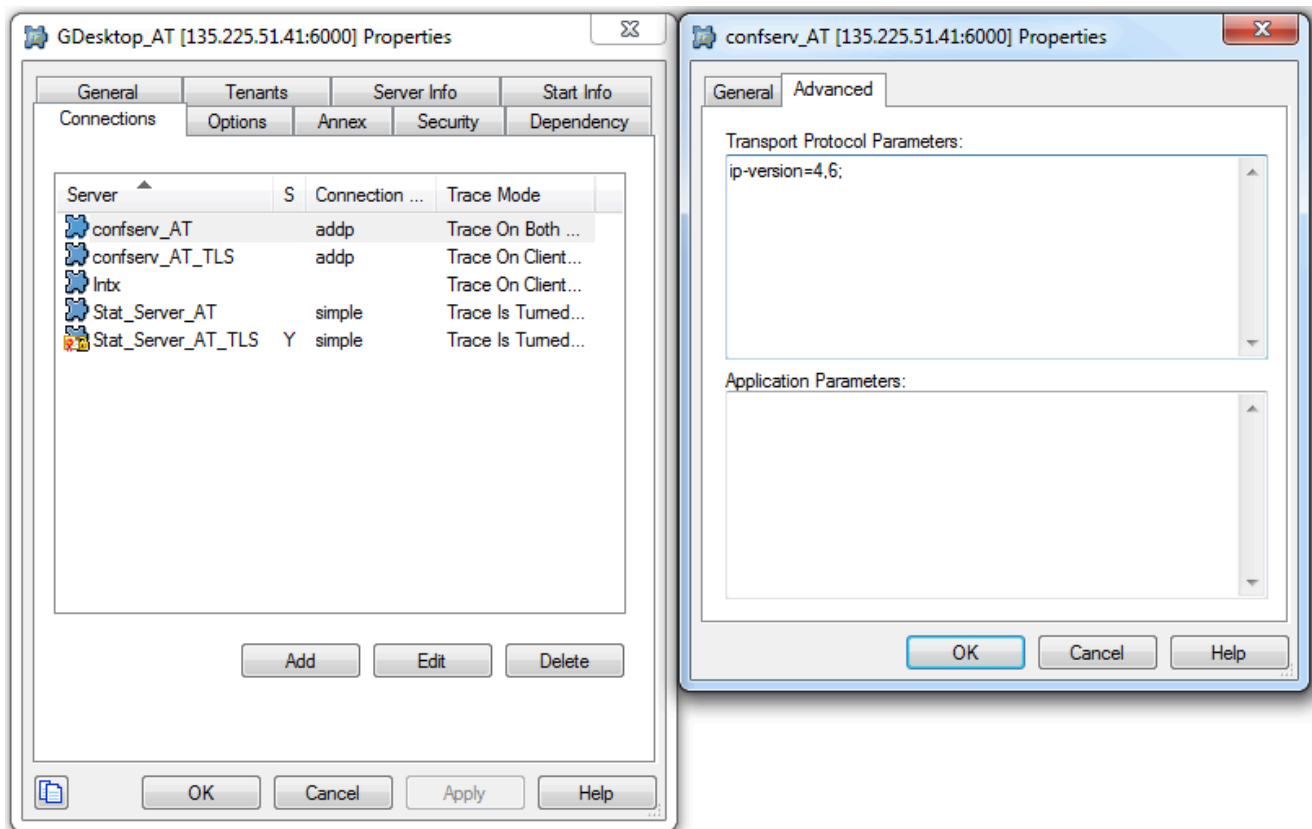 GDesktop_AT [135.225.51.41:6000] Properties
General Tenants Server Info Start Info
Connections Options Annex Security Dependency
Server S Connection ... Trace Mode
confserv_AT addp Trace On Both ...
confserv_AT_TLS addp Trace On Client...
Intx Trace On Client...
Stat_Server_AT simple Trace Is Turned...
Stat_Server_AT_TLS Y simple Trace Is Turned...
Add Edit Delete
OK Cancel Apply Help
confserv_AT [135.225.51.41:6000] Properties
General Advanced
Transport Protocol Parameters:
ip-version=4,6;
Application Parameters:
OK Cancel Help